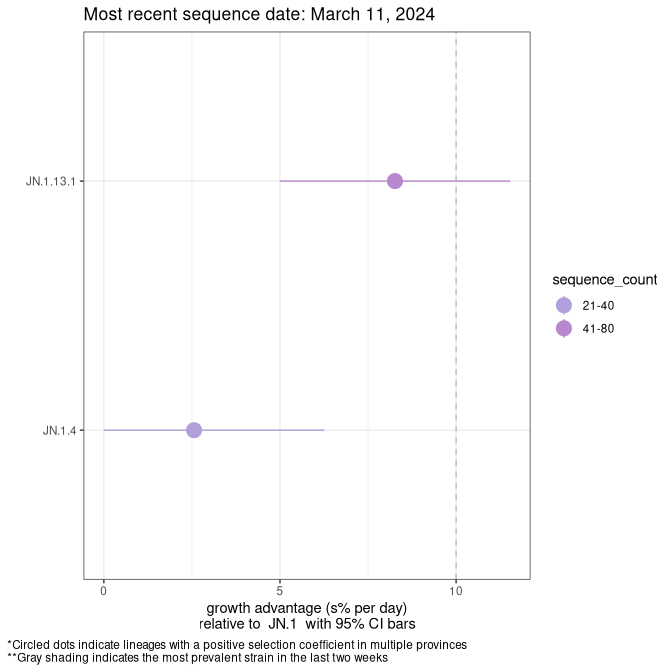 Most recent sequence date: March 11, 2024
JN.1.13.1
JN.1.4
sequence_count
21-40
41-80
0 5 10
growth advantage (s% per day)
relative to  JN.1  with 95% CI bars
*Circled dots indicate lineages with a positive selection coefficient in multiple provinces
**Gray shading indicates the most prevalent strain in the last two weeks